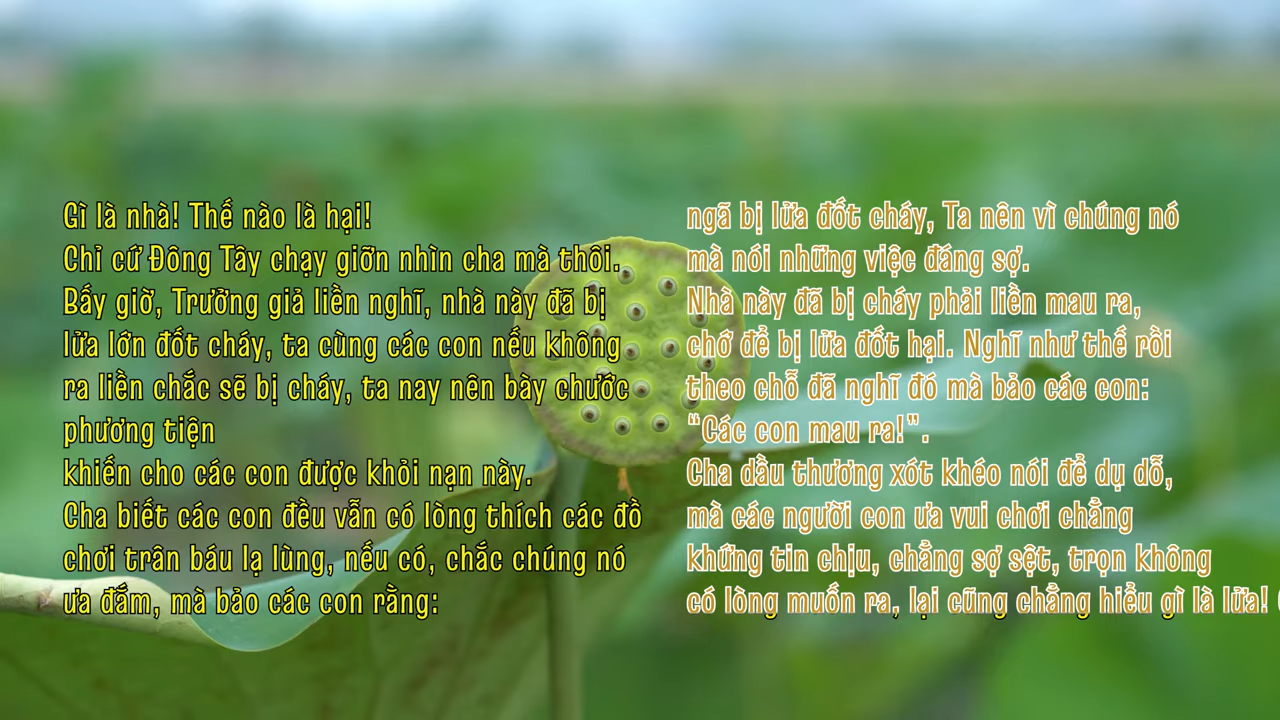 Gì là nhà! Thế nào là hại!
Chỉ cứ Đông Tây chạy giỡn nhìn cha mà thôi.
Bấy giờ, Trưởng giả liền nghĩ, nhà này đã bị
lửa lớn đốt cháy, ta cùng các con nếu không
ra liền chắc sẽ bị cháy, ta nay nên bày chước
phương tiện
khiến cho các con được khỏi nạn này.
Cha biết các con đều vẫn có lòng thích các đồ
chơi trân báu lạ lùng, nếu có, chắc chúng nó
ưa đắm, mà bảo các con rằng:
ngã bị lửa đốt cháy, Ta nên vì chúng nó
mà nói những việc đáng sợ.
Nhà này đã bị cháy phải liền mau ra,
chớ để bị lửa đốt hại. Nghĩ như thế rồi
theo chỗ đã nghĩ đó mà bảo các con:
“Các con mau ra!”.
Cha dầu thương xót khéo nói để dụ dỗ,
mà các người con ưa vui chơi chẳng
khứng tin chịu, chẳng sợ sệt, trọn không
có lòng muốn ra, lại cũng chẳng hiểu gì là lửa!